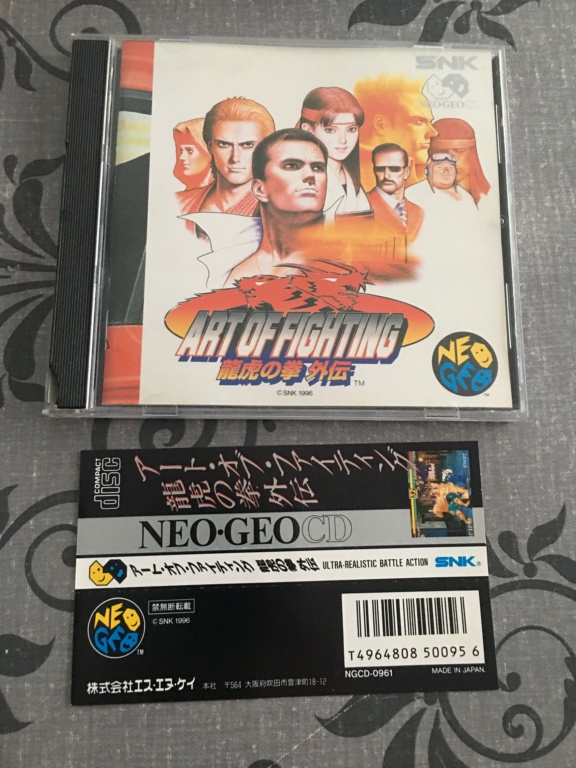 SNK
NEO・GEO CD
ART OF FIGHTING
龍虎の拳 外伝 TM
© SNK 1996
NEO
GEO
TM
COMPACT
disc
アート・オブ・ファイティング
龍虎の拳 外伝
NEO・GEO CD
アート・オブ・ファイティング 龍虎の拳 外伝 ULTRA-REALISTIC BATTLE ACTION SNK®
NEO
GEO
TM
禁無断転載
© SNK 1996
株式会社エス・エヌ・ケイ 本社 〒564 大阪府吹田市豊津町18-12
T4964808 50095 6
NGCD-0961
MADE IN JAPAN.